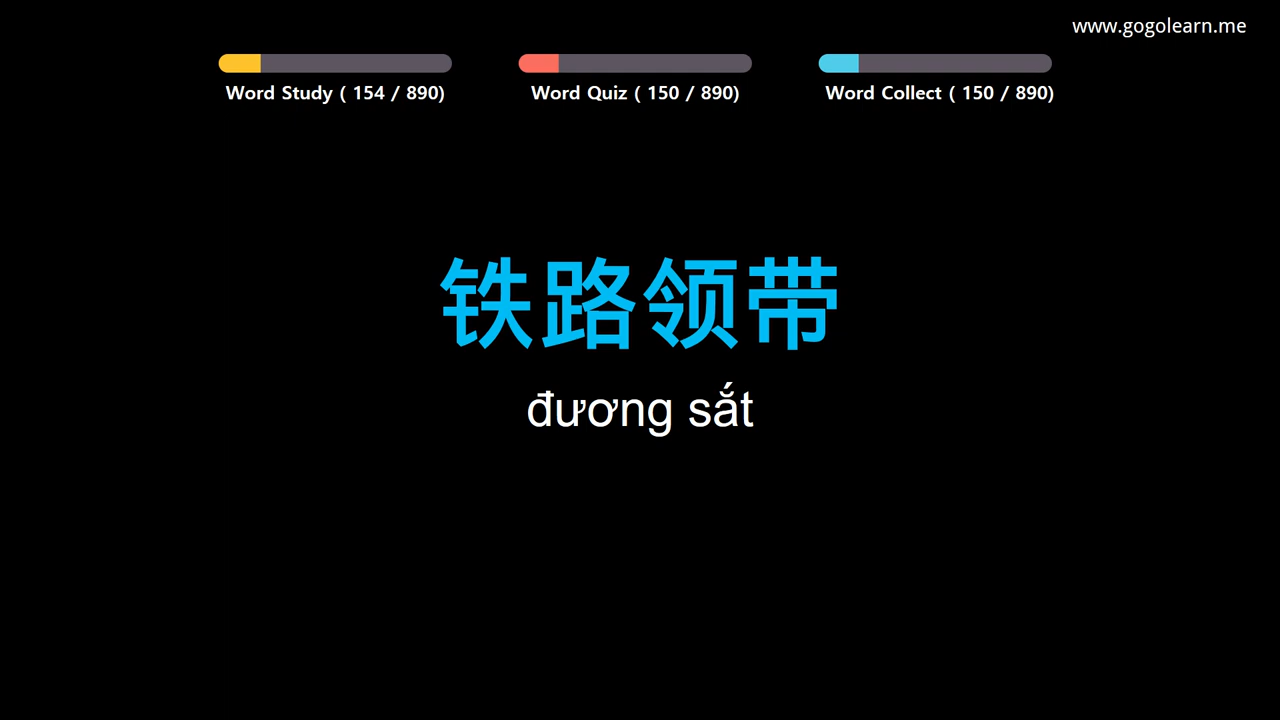 www.gogolearn.me
Word Study ( 154 / 890)
Word Quiz ( 150 / 890)
Word Collect ( 150 / 890)
铁路领带
đương sắt